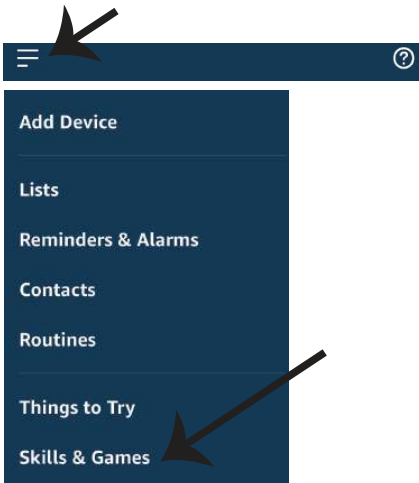 ?
Add Device
Lists
Reminders & Alarms
Contacts
Routines
Things to Try
Skills & Games